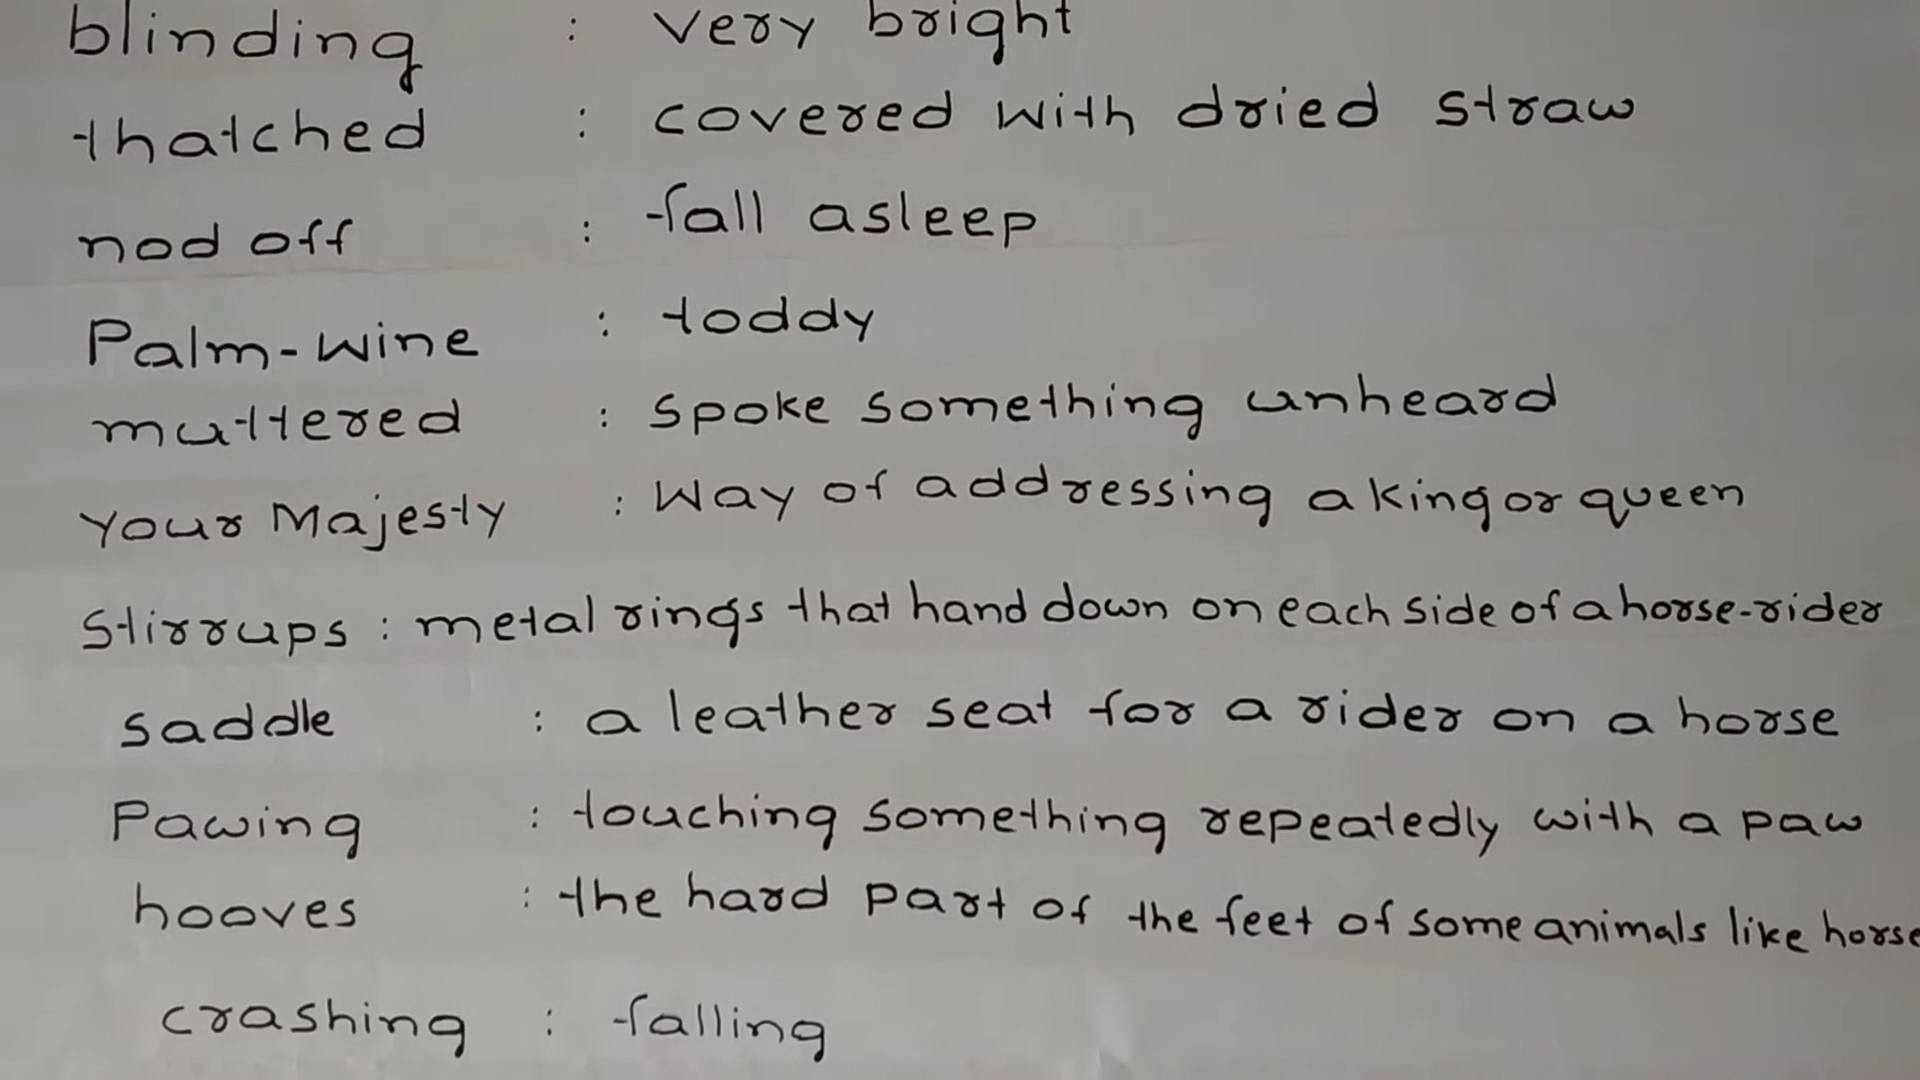 blinding : very bright
thatched : covered with dried straw
nod off : fall asleep
Palm-wine : toddy
muttered : spoke something unheard
Your Majesty : Way of addressing a king or queen
Stirrups : metal rings that hand down on each side of a horse-rider
saddle : a leather seat for a rider on a horse
Pawing : touching something repeatedly with a paw
hooves : the hard part of the feet of some animals like horse
crashing : falling